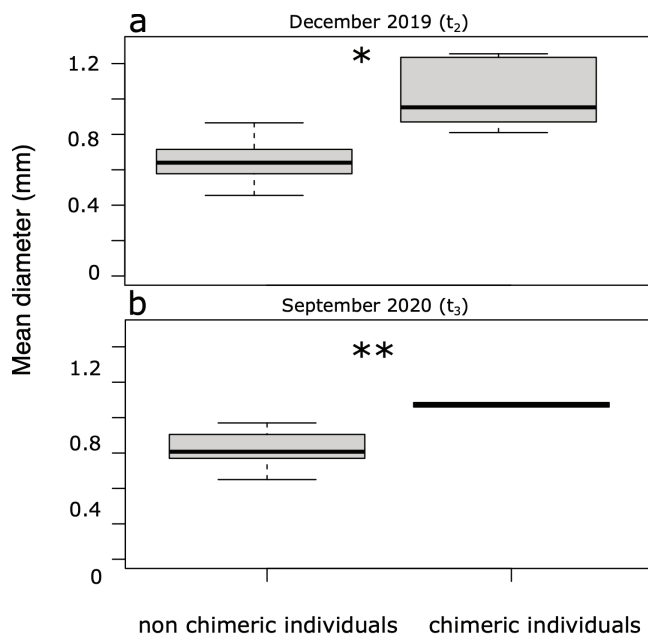 a
December 2019 (t₂)
*
1.2
0.8
0.4
0
Mean diameter (mm)
b
September 2020 (t₃)
**
1.2
0.8
0.4
0
non chimeric individuals
chimeric individuals